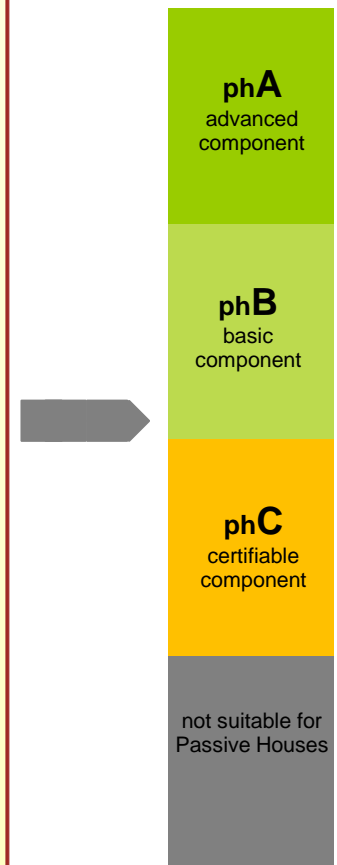 phA
advanced
component
phB
basic
component
phC
certifiable
component
not suitable for
Passive Houses